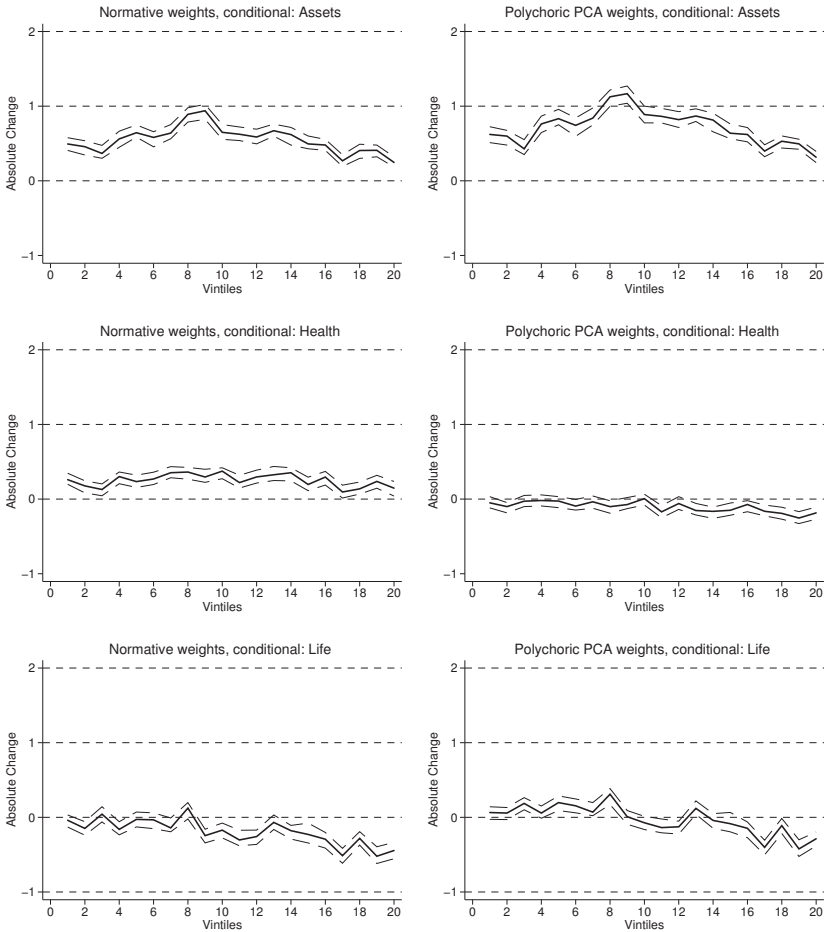 Normative weights, conditional: Assets
2
1
0
−1
Absolute Change
0 2 4 6 8 10 12 14 16 18 20
Vintiles
Polychoric PCA weights, conditional: Assets
2
1
0
−1
Absolute Change
0 2 4 6 8 10 12 14 16 18 20
Vintiles
Normative weights, conditional: Health
2
1
0
−1
Absolute Change
0 2 4 6 8 10 12 14 16 18 20
Vintiles
Polychoric PCA weights, conditional: Health
2
1
0
−1
Absolute Change
0 2 4 6 8 10 12 14 16 18 20
Vintiles
Normative weights, conditional: Life
2
1
0
−1
Absolute Change
0 2 4 6 8 10 12 14 16 18 20
Vintiles
Polychoric PCA weights, conditional: Life
2
1
0
−1
Absolute Change
0 2 4 6 8 10 12 14 16 18 20
Vintiles